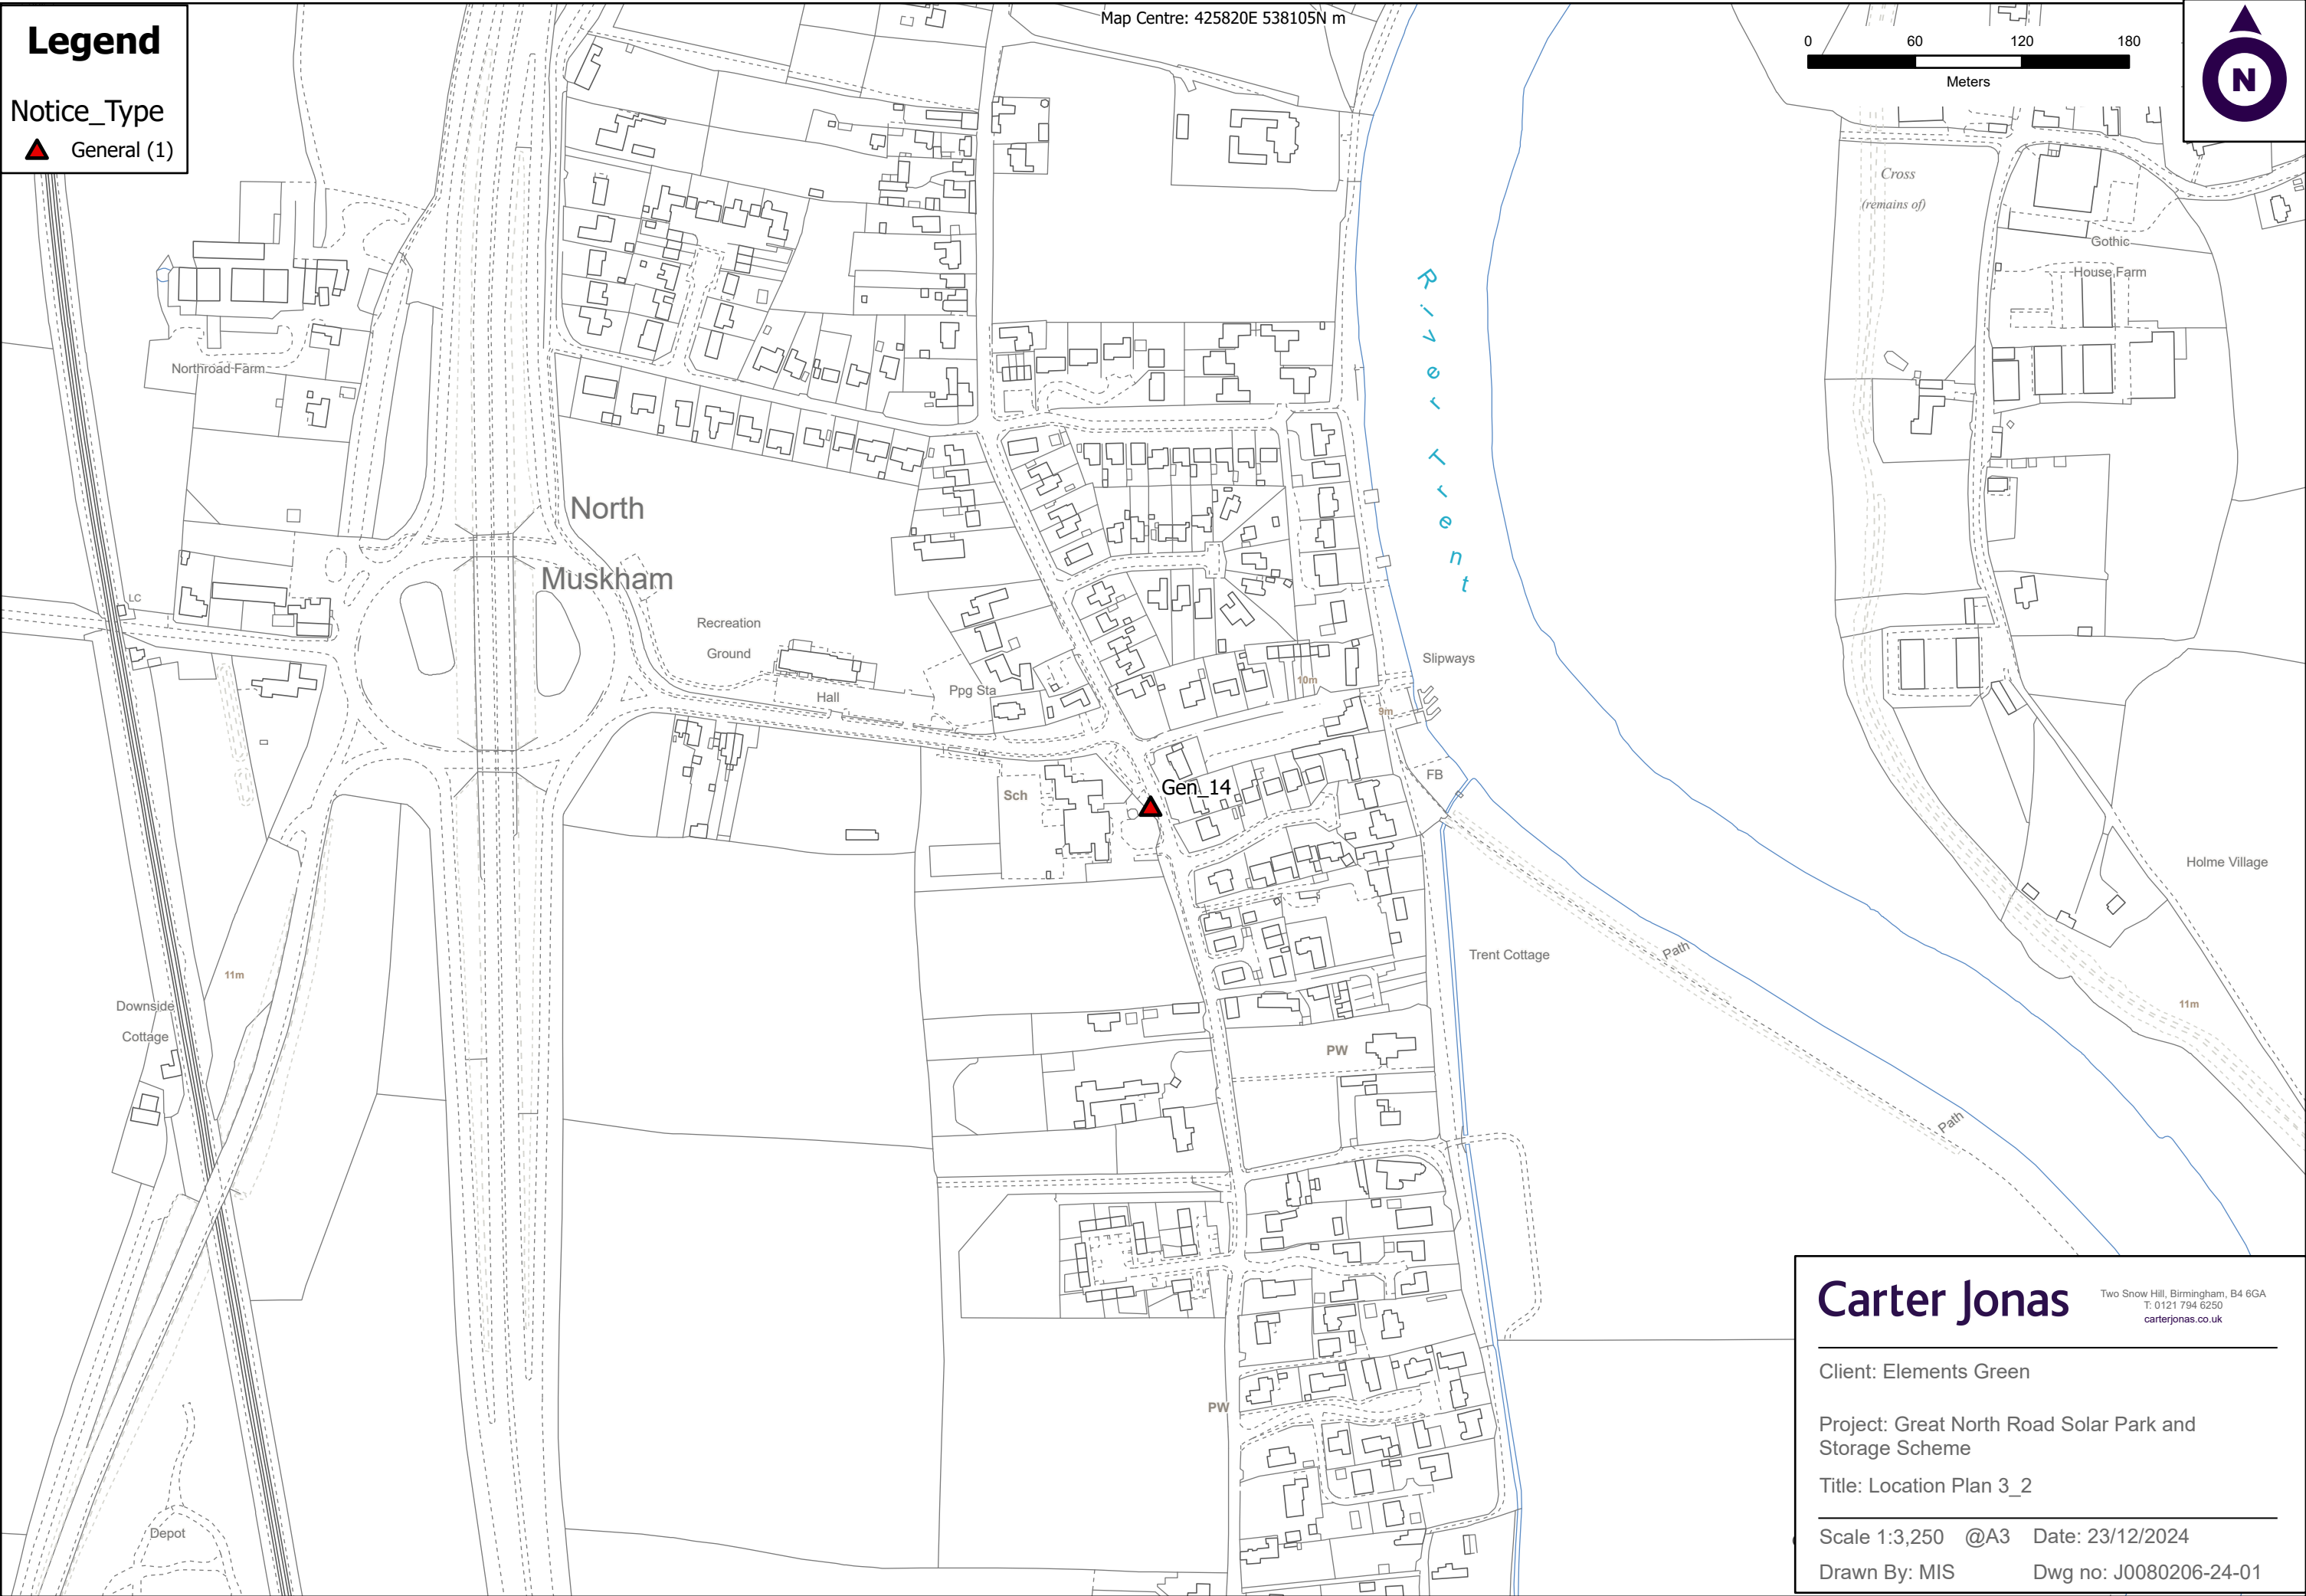 Legend
Notice_Type
General (1)
Map Centre: 425820E 538105N m
0 60 120 180
Meters
N
Cross
(remains of)
Gothic
House Farm
River Trent
Northroad Farm
North
Muskham
LC
Recreation
Ground
Hall
Ppg Sta
Slipways
10m
9m
FB
Sch
Gen_14
Holme Village
Trent Cottage
Path
11m
11m
Downside
Cottage
PW
Path
PW
Depot
Carter Jonas
Two Snow Hill, Birmingham, B4 6GA
T: 0121 794 6250
carterjonas.co.uk
Client: Elements Green
Project: Great North Road Solar Park and
Storage Scheme
Title: Location Plan 3_2
Scale 1:3,250 @A3 Date: 23/12/2024
Drawn By: MIS Dwg no: J0080206-24-01